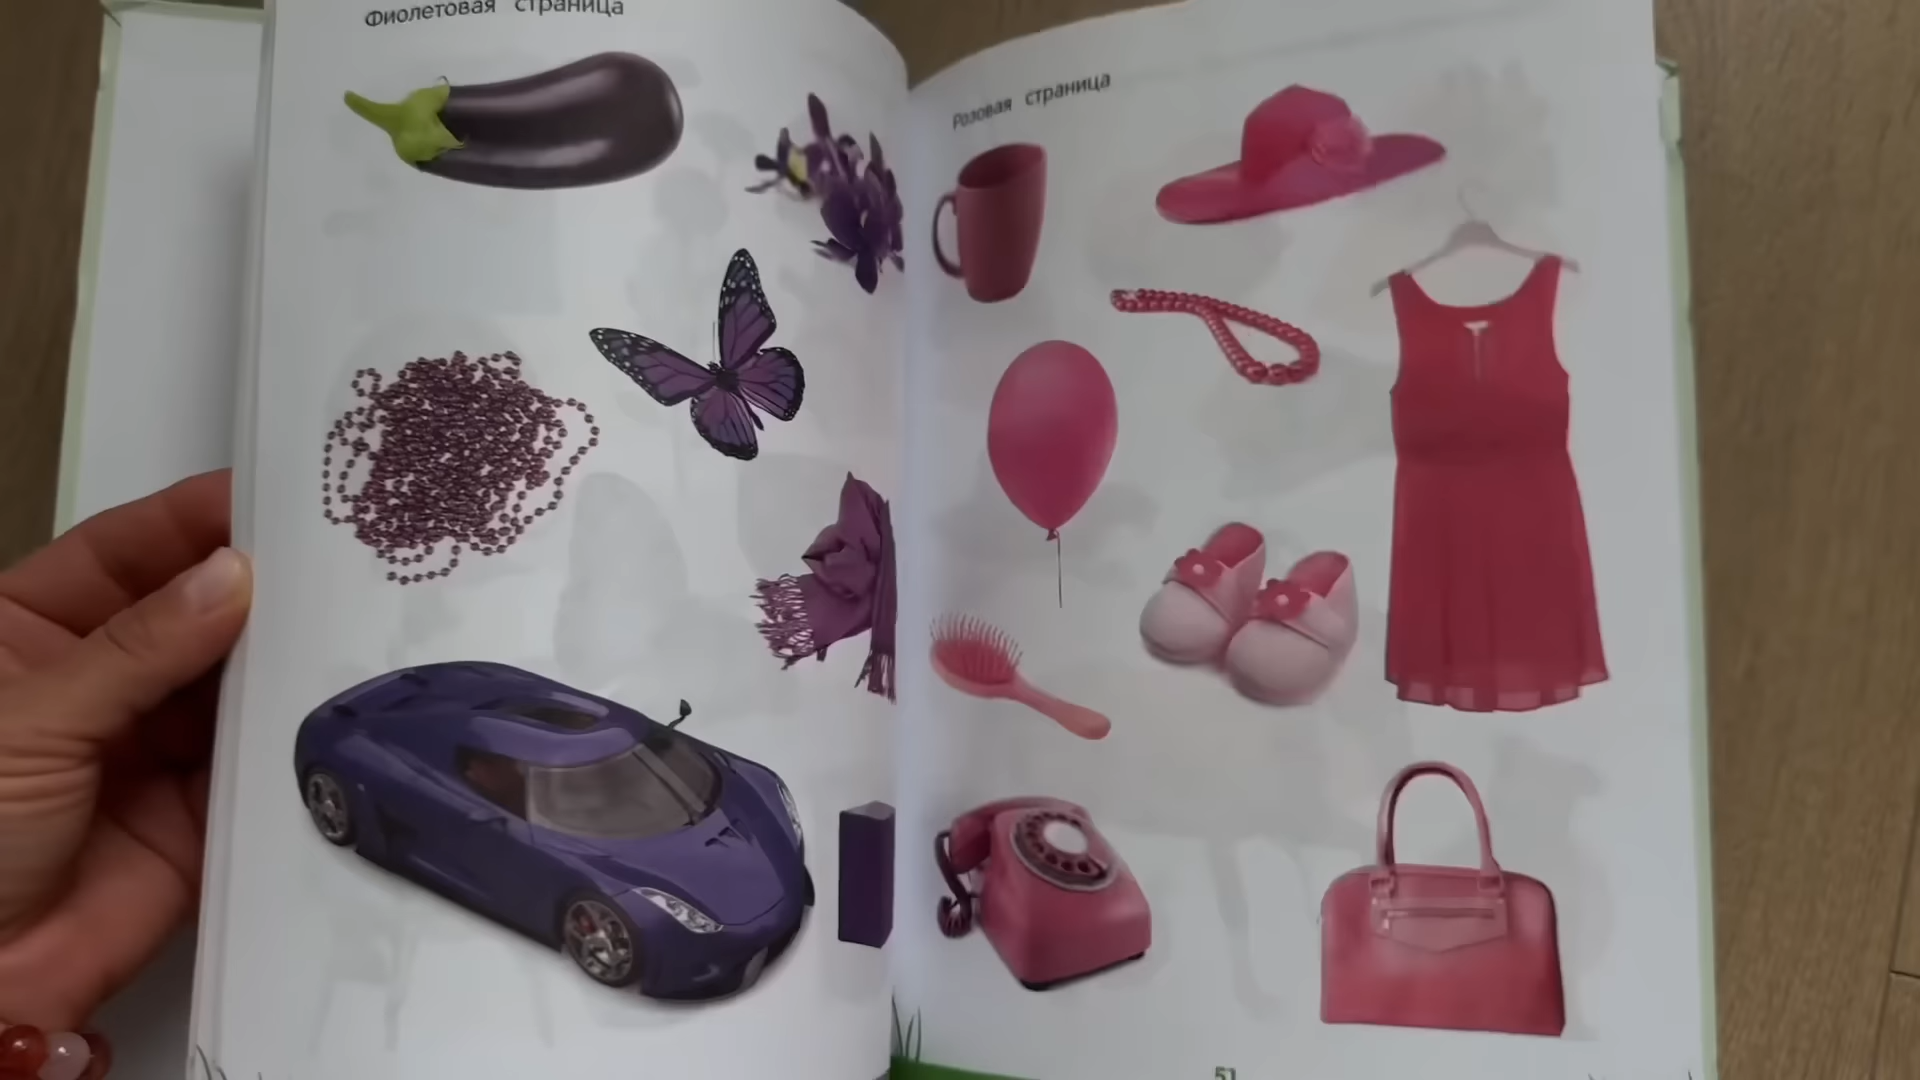 Фиолетовая страница
Розовая страница
51